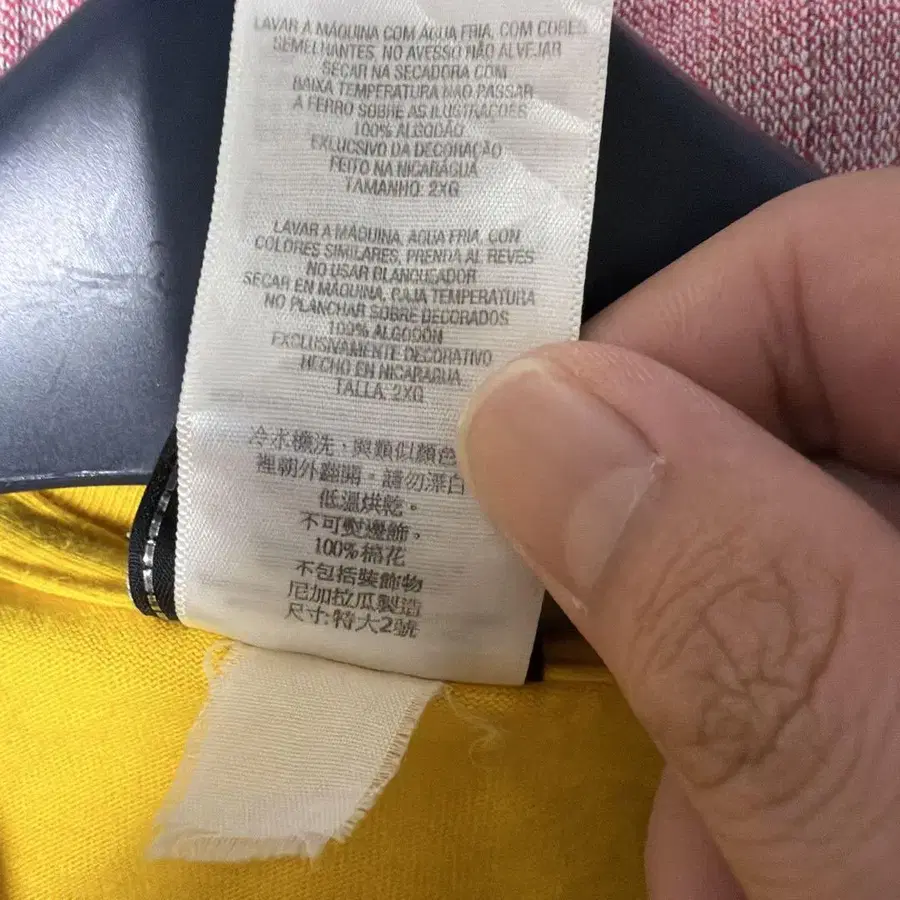 LAVAR A MÁQUINA COM ÁGUA FRIA, COM CORES
SEMELHANTES, NO AVESSO NÃO ALVEJAR
SECAR NA SECADORA COM
BAIXA TEMPERATURA NÃO PASSAR
A FERRO SOBRE AS ILUSTRAÇÕES
100% ALGODÃO
EXLUCSIVO DA DECORAÇÃO
FEITO NA NICARÁGUA
TAMANHO: 2XG
LAVAR A MÁQUINA, AQUA FRIA, CON
COLORES SIMILARES, PRENDA AL REVÉS
NO USAR BLANQUEADOR
SECAR EN MÁQUINA, BAJA TEMPERATURA
NO PLANCHAR SOBRE DECORADOS
100% ALGODÓN
EXCLUSIVAMENTE DECORATIVO
HECHO EN NICARAGUA
TALLA: 2XG
冷水機洗，與類似顏色
裡朝外翻開。請勿漂白
低溫烘乾。
不可熨邊飾。
100%棉花
不包括裝飾物
尼加拉瓜製造
尺寸:特大2號